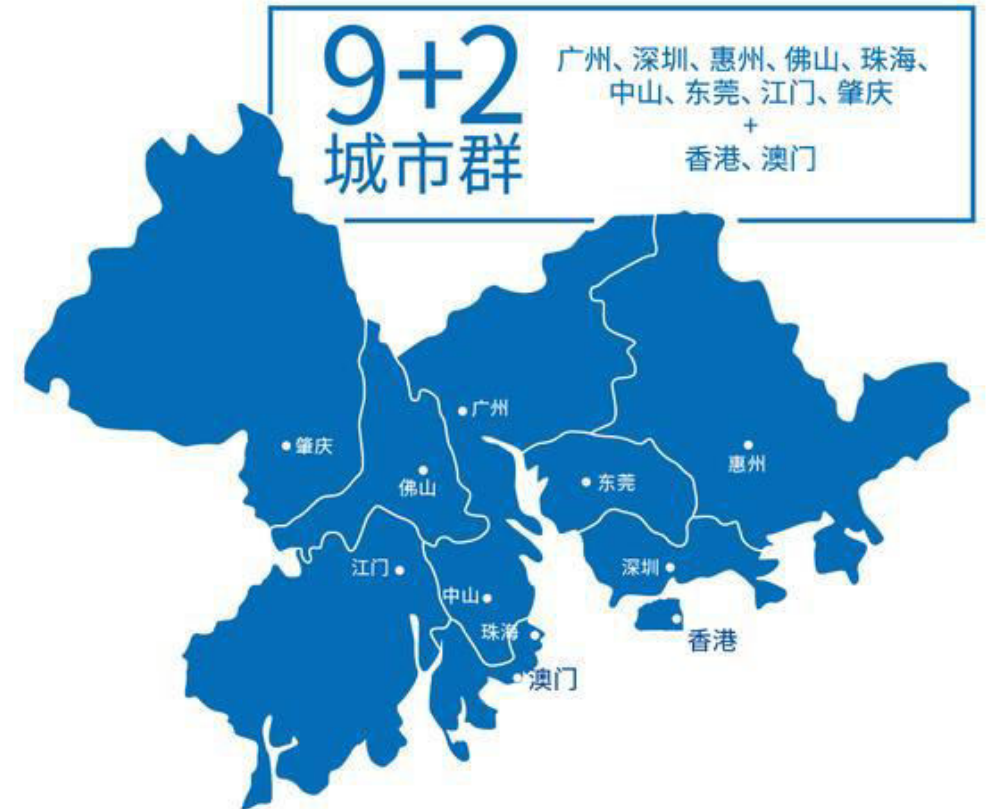 9+2
城市群
广州、深圳、惠州、佛山、珠海、
中山、东莞、江门、肇庆
+
香港、澳门
广州
肇庆
惠州
佛山
东莞
江门
深圳
中山
珠海
香港
澳门